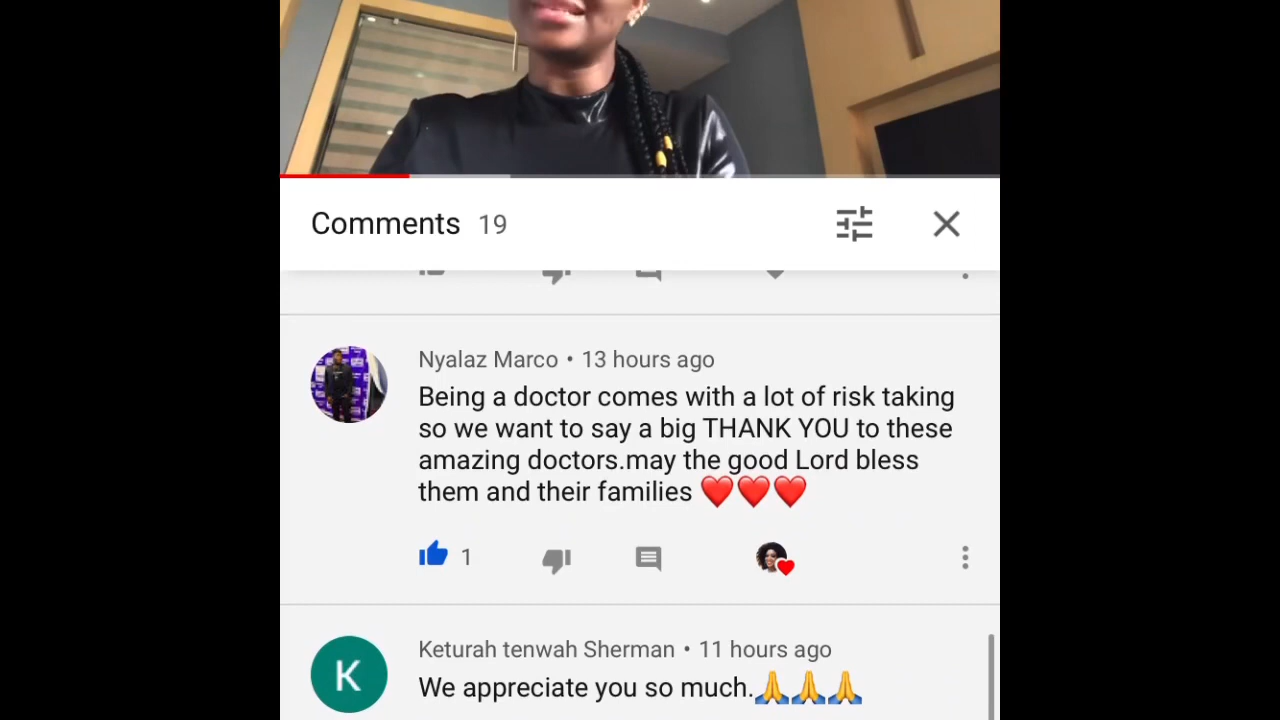 Comments 19
Nyalaz Marco • 13 hours ago
Being a doctor comes with a lot of risk taking
so we want to say a big THANK YOU to these
amazing doctors.may the good Lord bless
them and their families ❤️❤️❤️
1
K
Keturah tenwah Sherman • 11 hours ago
We appreciate you so much.🙏🙏🙏